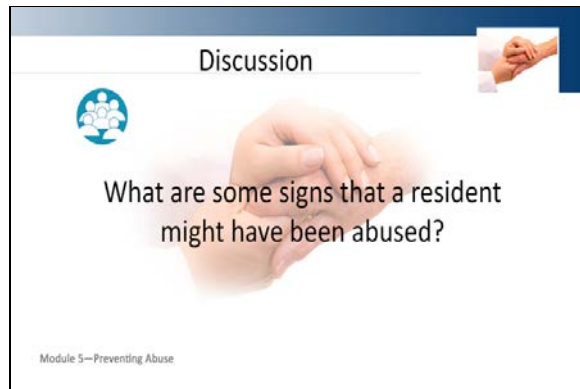 Discussion
What are some signs that a resident
might have been abused?
Module 5—Preventing Abuse